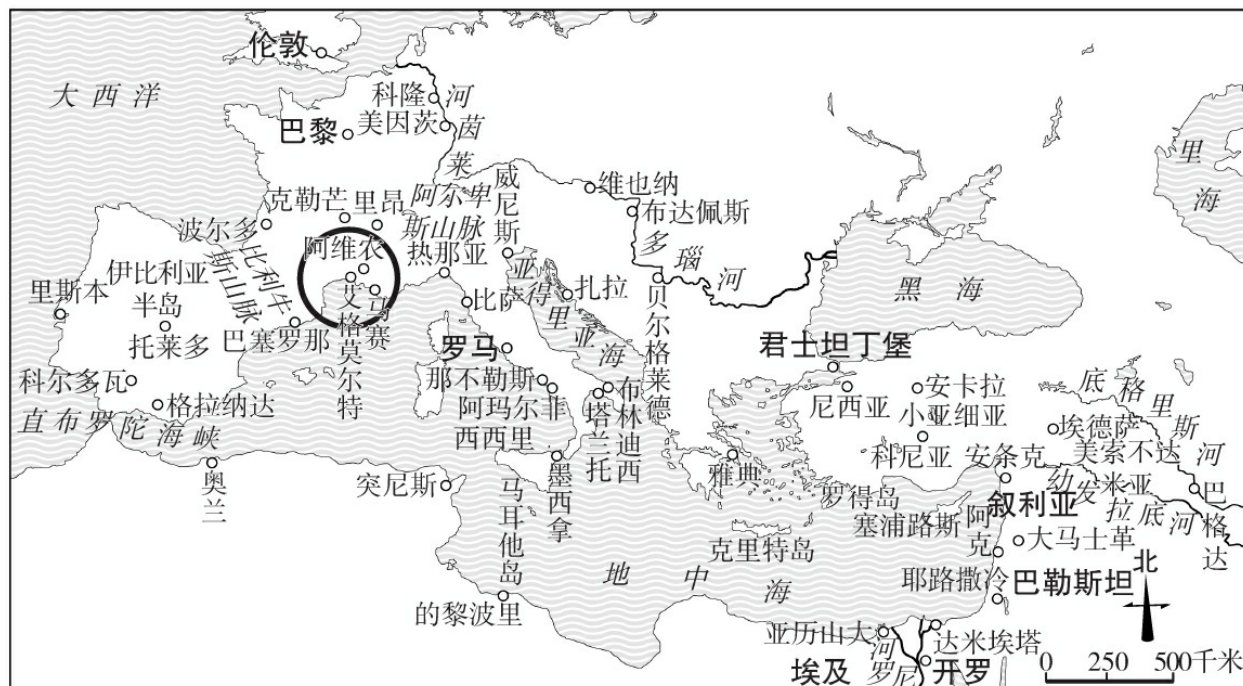 伦敦
大西洋
科隆
美因茨
巴黎
莱茵河
阿尔卑
斯山脉
威尼斯
维也纳
布达佩斯
多瑙河
里海
克勒芒
里昂
波尔多
阿维农
热那亚
比利牛
斯山脉
伊比利亚
半岛
里斯本
托莱多
巴塞罗那
艾格莫尔特
马赛
比萨
亚得里亚海
扎拉
贝尔格莱德
黑海
罗马
君士坦丁堡
科尔多瓦
格拉纳达
直布罗陀海峡
奥兰
那不勒斯
阿玛尔菲
西西里
塔兰托
布林迪西
尼西亚
安卡拉
小亚细亚
科尼亚
底格里斯河
埃德萨
美索不达
米亚
安条克
幼发拉底河
巴格达
突尼斯
马耳他岛
墨西拿
雅典
罗得岛
塞浦路斯
叙利亚
阿克
大马士革
克里特岛
地中海
耶路撒冷
巴勒斯坦
北
的黎波里
亚历山大
达米埃塔
埃及
尼罗河
开罗
0 250 500千米